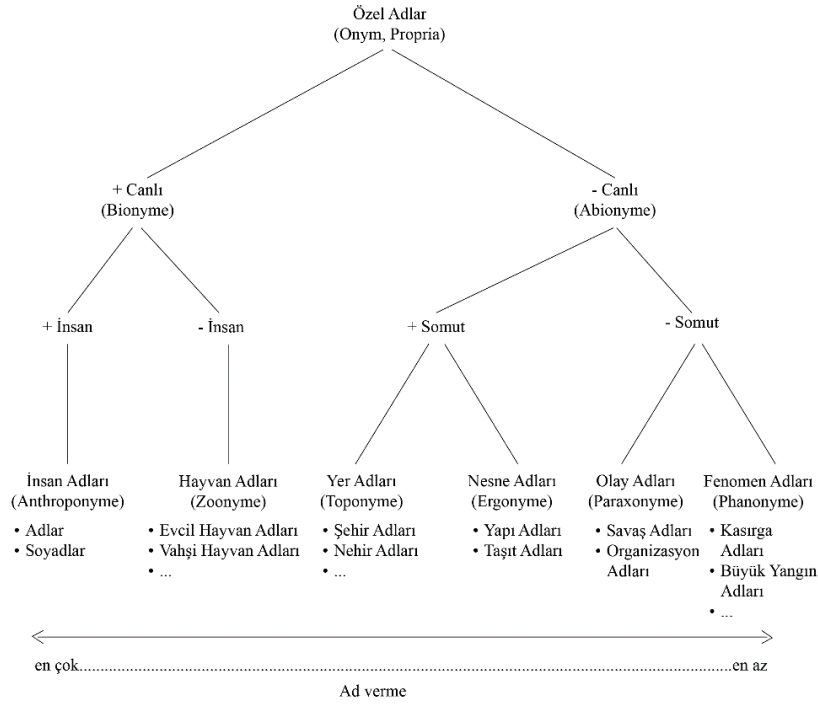 Özel Adlar
(Onym, Propria)
+ Canlı
(Bionyme)
- Canlı
(Abionyme)
+ İnsan
- İnsan
+ Somut
- Somut
İnsan Adları
(Anthroponyme)
• Adlar
• Soyadlar
Hayvan Adları
(Zoonyme)
• Evcil Hayvan Adları
• Vahşi Hayvan Adları
• ...
Yer Adları
(Toponyme)
• Şehir Adları
• Nehir Adları
• ...
Nesne Adları
(Ergonyme)
• Yapı Adları
• Taşıt Adları
Olay Adları
(Paraxonyme)
• Savaş Adları
• Organizasyon
Adları
Fenomen Adları
(Phanonyme)
• Kasırga
Adları
• Büyük Yangın
Adları
• ...
en çok....................................................................................................en az
Ad verme